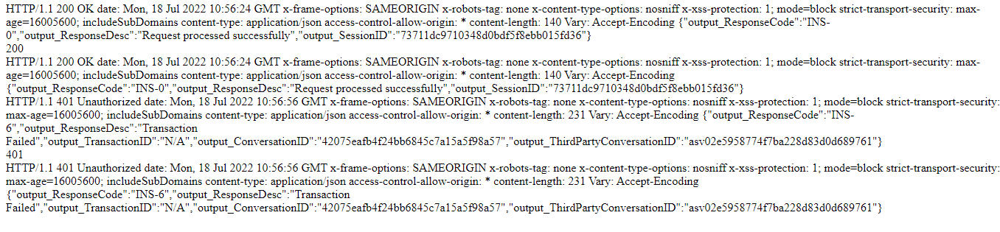 HTTP/1.1 200 OK date: Mon, 18 Jul 2022 10:56:24 GMT x-frame-options: SAMEORIGIN x-robots-tag: none x-content-type-options: nosniff x-xss-protection: 1; mode=block strict-transport-security: max-
age=16005600; includeSubDomains content-type: application/json access-control-allow-origin: * content-length: 140 Vary: Accept-Encoding {"output_ResponseCode":"INS-
0","output_ResponseDesc":"Request processed successfully","output_SessionID":"73711dc9710348d0bdf5f8ebb015fd36"}
200
HTTP/1.1 200 OK date: Mon, 18 Jul 2022 10:56:24 GMT x-frame-options: SAMEORIGIN x-robots-tag: none x-content-type-options: nosniff x-xss-protection: 1; mode=block strict-transport-security: max-
age=16005600; includeSubDomains content-type: application/json access-control-allow-origin: * content-length: 140 Vary: Accept-Encoding
{"output_ResponseCode":"INS-0","output_ResponseDesc":"Request processed successfully","output_SessionID":"73711dc9710348d0bdf5f8ebb015fd36"}
HTTP/1.1 401 Unauthorized date: Mon, 18 Jul 2022 10:56:56 GMT x-frame-options: SAMEORIGIN x-robots-tag: none x-content-type-options: nosniff x-xss-protection: 1; mode=block strict-transport-security:
max-age=16005600; includeSubDomains content-type: application/json access-control-allow-origin: * content-length: 231 Vary: Accept-Encoding {"output_ResponseCode":"INS-
6","output_ResponseDesc":"Transaction
Failed","output_TransactionID":"N/A","output_ConversationID":"42075eafb4f24bb6845c7a15a5f98a57","output_ThirdPartyConversationID":"asv02e5958774f7ba228d83d0d689761"}
401
HTTP/1.1 401 Unauthorized date: Mon, 18 Jul 2022 10:56:56 GMT x-frame-options: SAMEORIGIN x-robots-tag: none x-content-type-options: nosniff x-xss-protection: 1; mode=block strict-transport-security:
max-age=16005600; includeSubDomains content-type: application/json access-control-allow-origin: * content-length: 231 Vary: Accept-Encoding
{"output_ResponseCode":"INS-6","output_ResponseDesc":"Transaction
Failed","output_TransactionID":"N/A","output_ConversationID":"42075eafb4f24bb6845c7a15a5f98a57","output_ThirdPartyConversationID":"asv02e5958774f7ba228d83d0d689761"}